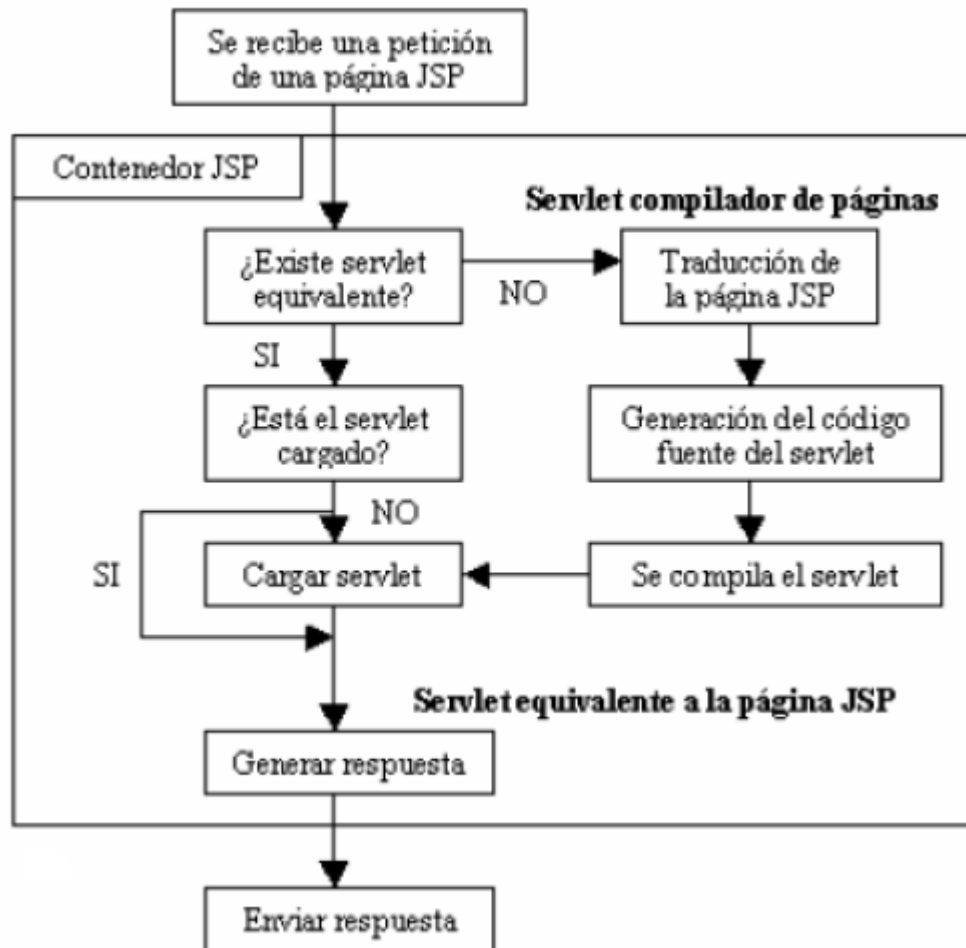 Se recibe una petición
de una página JSP
Contenedor JSP
Servlet compilador de páginas
¿Existe servlet
equivalente?
NO
Traducción de
la página JSP
SI
¿Está el servlet
cargado?
Generación del código
fuente del servlet
NO
SI
Cargar servlet
Se compila el servlet
Servlet equivalente a la página JSP
Generar respuesta
Enviar respuesta